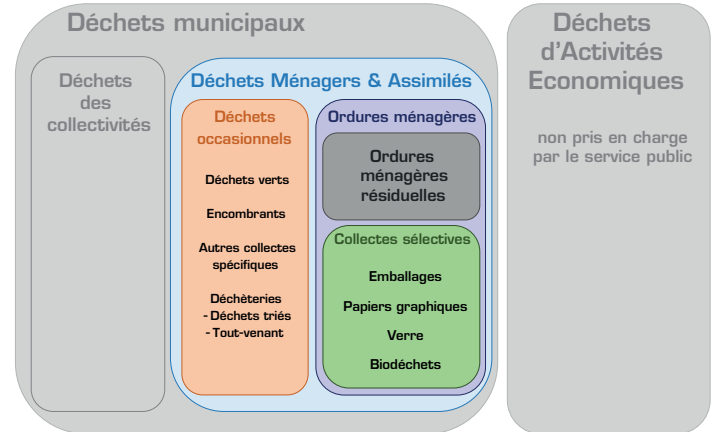 Déchets municipaux
Déchets
des
collectivités
Déchets Ménagers & Assimilés
Déchets
occasionnels
Déchets verts
Encombrants
Autres collectes
spécifiques
Déchèteries
- Déchets triés
- Tout-venant
Ordures ménagères
Ordures
ménagères
résiduelles
Collectes sélectives
Emballages
Papiers graphiques
Verre
Biodéchets
Déchets
d'Activités
Economiques
non pris en charge
par le service public